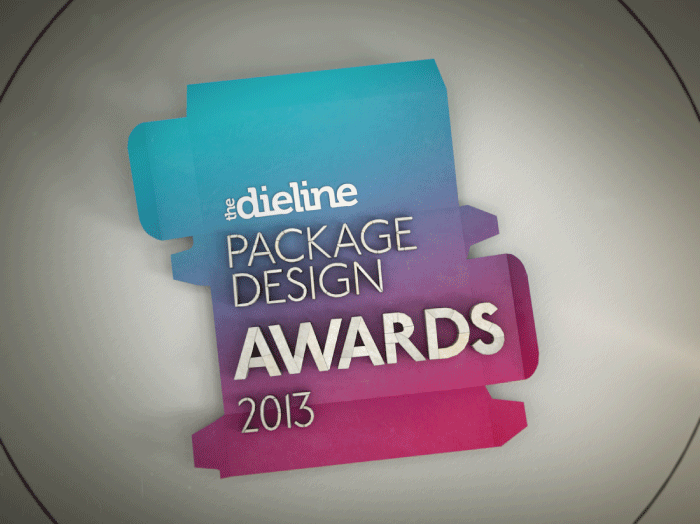 the dieline
PACKAGE
DESIGN
AWARDS
2013